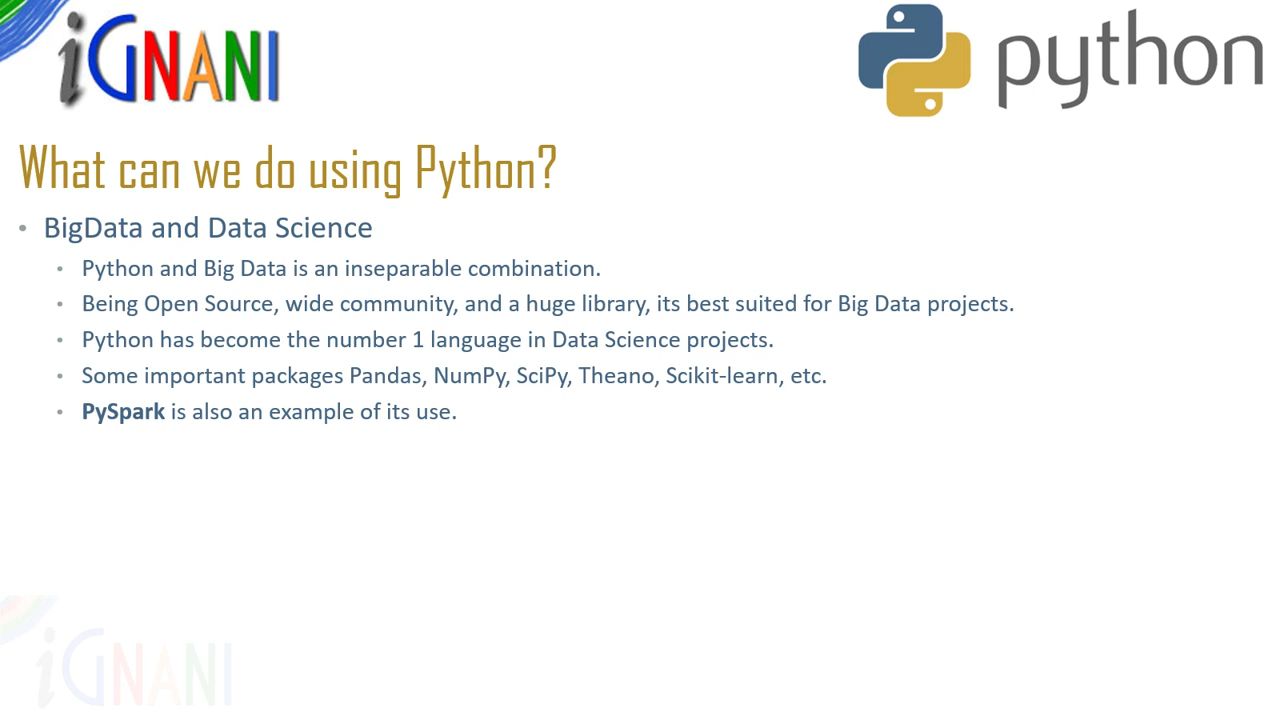 iGNANI
python
What can we do using Python?
• BigData and Data Science
• Python and Big Data is an inseparable combination.
• Being Open Source, wide community, and a huge library, its best suited for Big Data projects.
• Python has become the number 1 language in Data Science projects.
• Some important packages Pandas, NumPy, SciPy, Theano, Scikit-learn, etc.
• PySpark is also an example of its use.
iGNANI